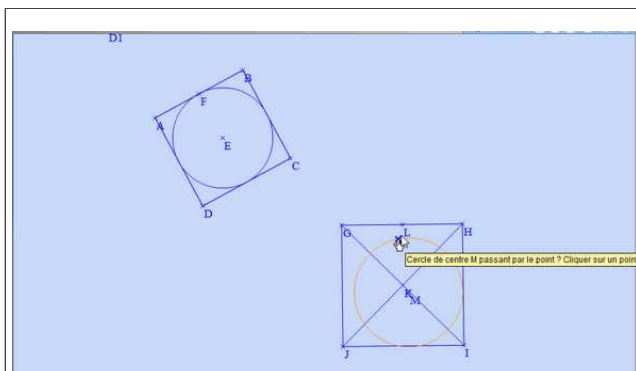 D1
B
F
A
E
C
D
G
L
H
Cercle de centre M passant par le point ? Cliquer sur un poin
M
J
I